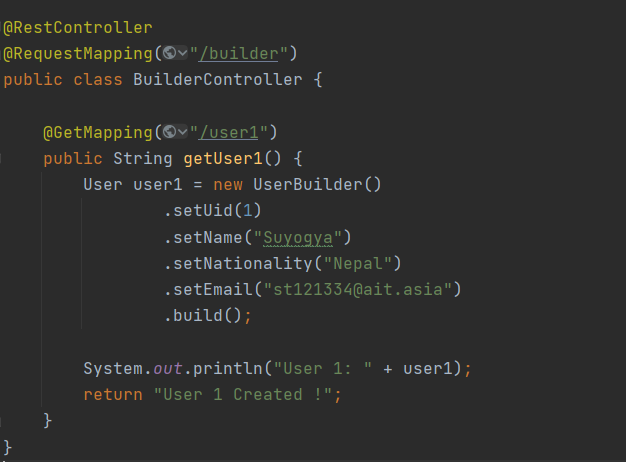 @RestController
@RequestMapping("/builder")
public class BuilderController {
@GetMapping("/user1")
public String getUser1() {
User user1 = new UserBuilder()
.setUid(1)
.setName("Suyogya")
.setNationality("Nepal")
.setEmail("st121334@ait.asia")
.build();
System.out.println("User 1: " + user1);
return "User 1 Created !";
}
}